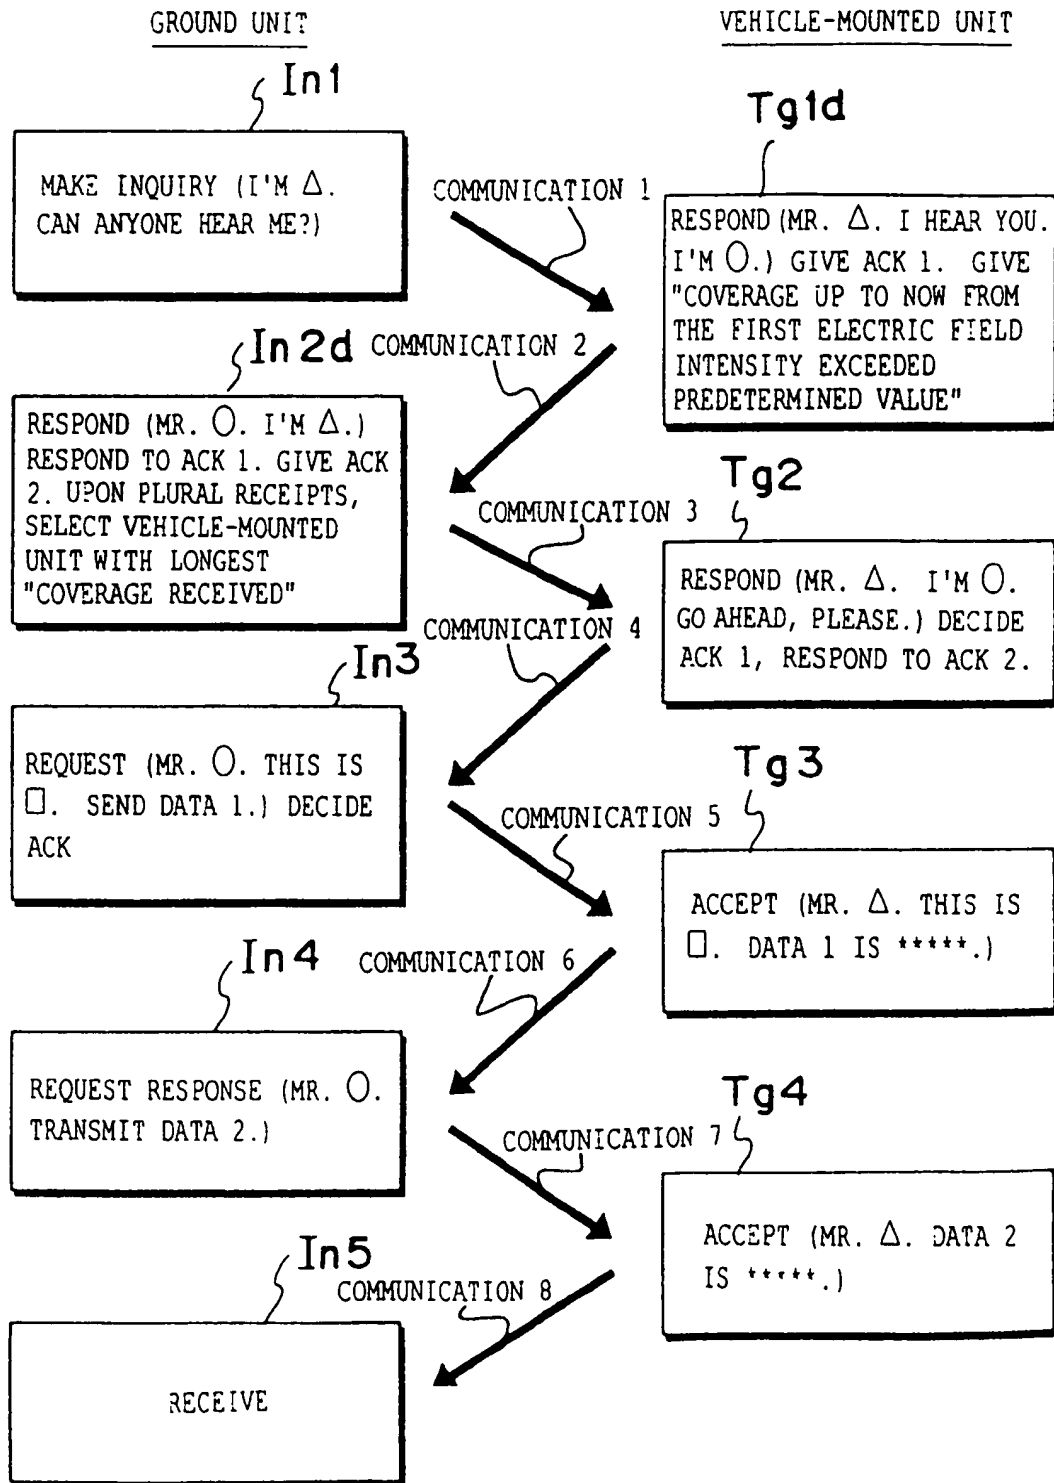 GROUND UNIT
VEHICLE-MOUNTED UNIT
In1
MAKE INQUIRY (I'M △.
CAN ANYONE HEAR ME?)
COMMUNICATION 1
Tg1d
RESPOND (MR. △. I HEAR YOU.
I'M ○.) GIVE ACK 1. GIVE
"COVERAGE UP TO NOW FROM
THE FIRST ELECTRIC FIELD
INTENSITY EXCEEDED
PREDETERMINED VALUE"
COMMUNICATION 2
In2d
RESPOND (MR. ○. I'M △.)
RESPOND TO ACK 1. GIVE ACK
2. UPON PLURAL RECEIPTS,
SELECT VEHICLE-MOUNTED
UNIT WITH LONGEST
"COVERAGE RECEIVED"
COMMUNICATION 3
Tg2
RESPOND (MR. △. I'M ○.
GO AHEAD, PLEASE.) DECIDE
ACK 1, RESPOND TO ACK 2.
COMMUNICATION 4
In3
REQUEST (MR. ○. THIS IS
□. SEND DATA 1.) DECIDE
ACK
COMMUNICATION 5
Tg3
ACCEPT (MR. △. THIS IS
□. DATA 1 IS *****.)
COMMUNICATION 6
In4
REQUEST RESPONSE (MR. ○.
TRANSMIT DATA 2.)
COMMUNICATION 7
Tg4
ACCEPT (MR. △. DATA 2
IS *****.)
COMMUNICATION 8
In5
RECEIVE